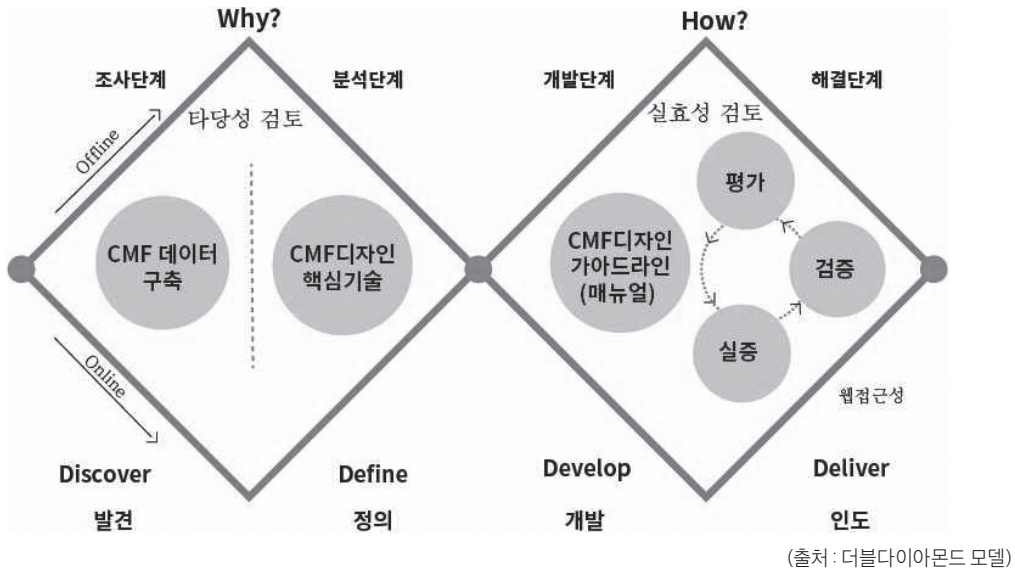 Why?
How?
조사단계
분석단계
개발단계
해결단계
Offline
타당성 검토
실효성 검토
평가
CMF 데이터
구축
CMF디자인
핵심기술
CMF디자인
가아드라인
(매뉴얼)
검증
실증
Online
웹접근성
Discover
Define
Develop
Deliver
발견
정의
개발
인도
(출처 : 더블다이아몬드 모델)